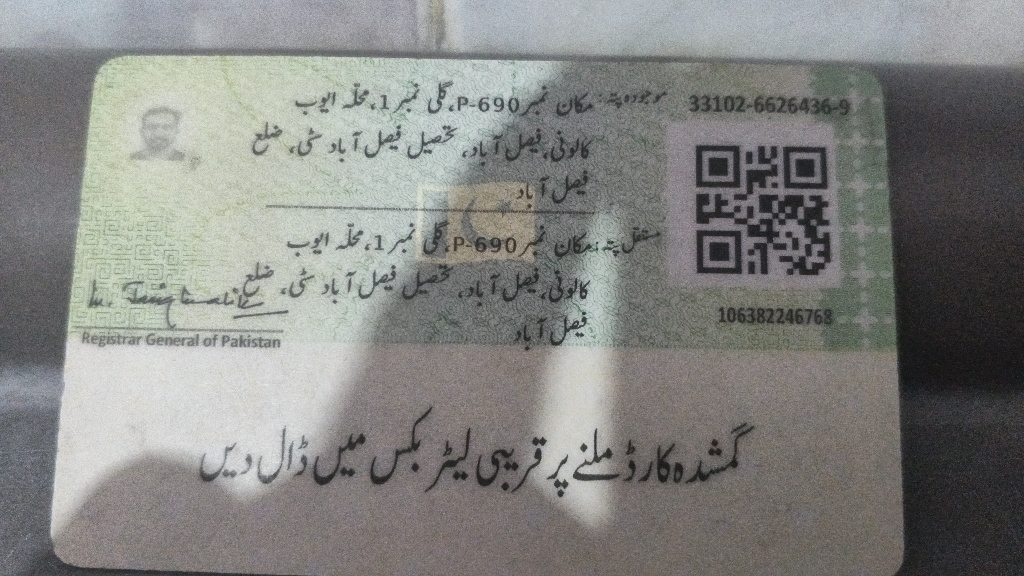 33102-6626436-9
موجودہ پتہ: مکان نمبر P-690، گلی نمبر 1، محلّہ ایوب
کالونی، فیصل آباد، تحصیل فیصل آباد سٹی، ضلع
فیصل آباد
مستقل پتہ: مکان نمبر P-690، گلی نمبر 1، محلّہ ایوب
کالونی، فیصل آباد، تحصیل فیصل آباد سٹی، ضلع
فیصل آباد
106382246768
Registrar General of Pakistan
گمشدہ کارڈ ملنے پر قریبی لیٹر بکس میں ڈال دیں